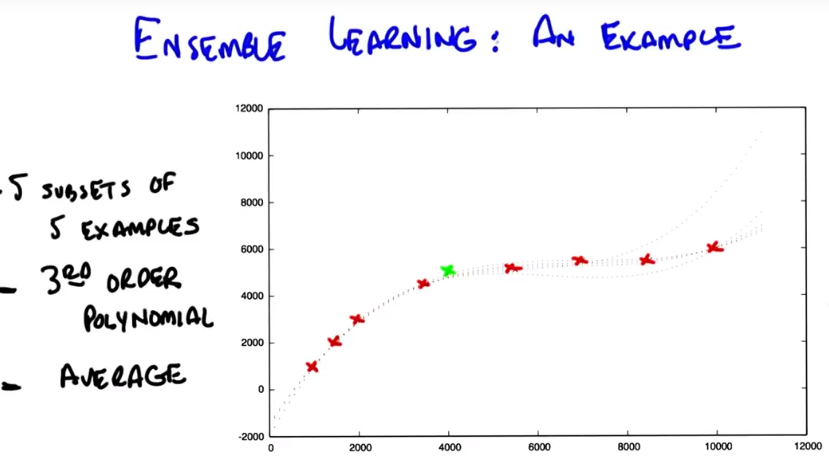 ENSEMBLE LEARNING: AN EXAMPLE
- 5 SUBSETS OF
5 EXAMPLES
- 3RD ORDER
POLYNOMIAL
- AVERAGE
12000
10000
8000
6000
4000
2000
0
-2000
0 2000 4000 6000 8000 10000 12000